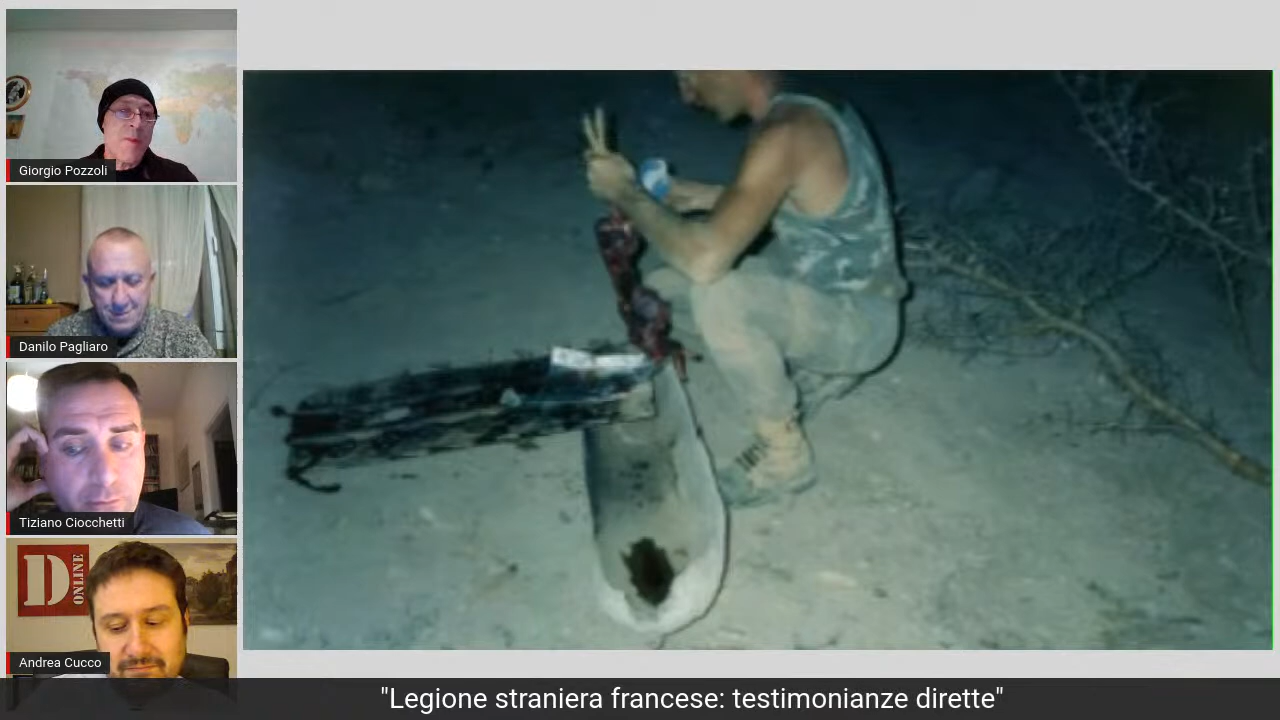 Giorgio Pozzoli
Danilo Pagliaro
Tiziano Ciocchetti
D
ONLINE
Andrea Cucco
"Legione straniera francese: testimonianze dirette"